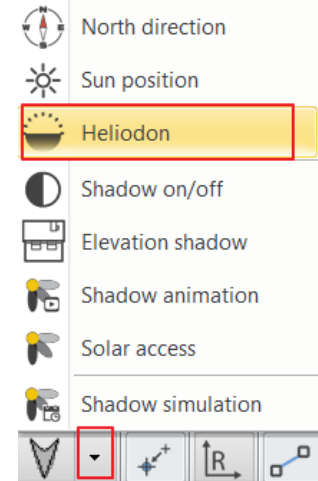 North direction
Sun position
Heliodon
Shadow on/off
Elevation shadow
Shadow animation
Solar access
Shadow simulation
R